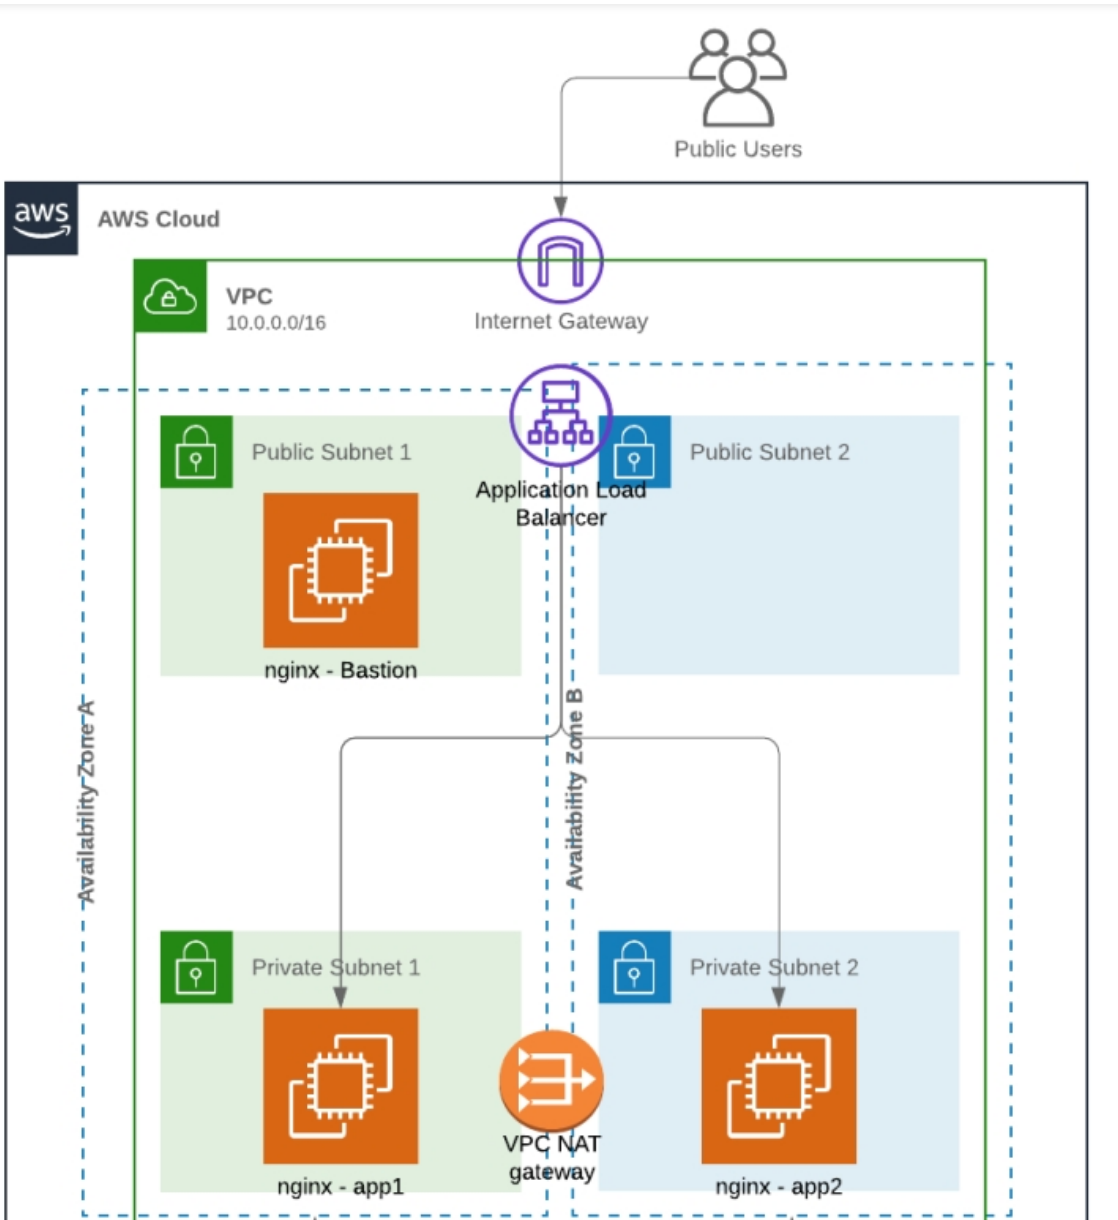 Public Users
aws
AWS Cloud
VPC
10.0.0.0/16
Internet Gateway
Public Subnet 1
Public Subnet 2
Application Load
Balancer
nginx - Bastion
Availability Zone A
Availability Zone B
Private Subnet 1
Private Subnet 2
VPC NAT
gateway
nginx - app1
nginx - app2